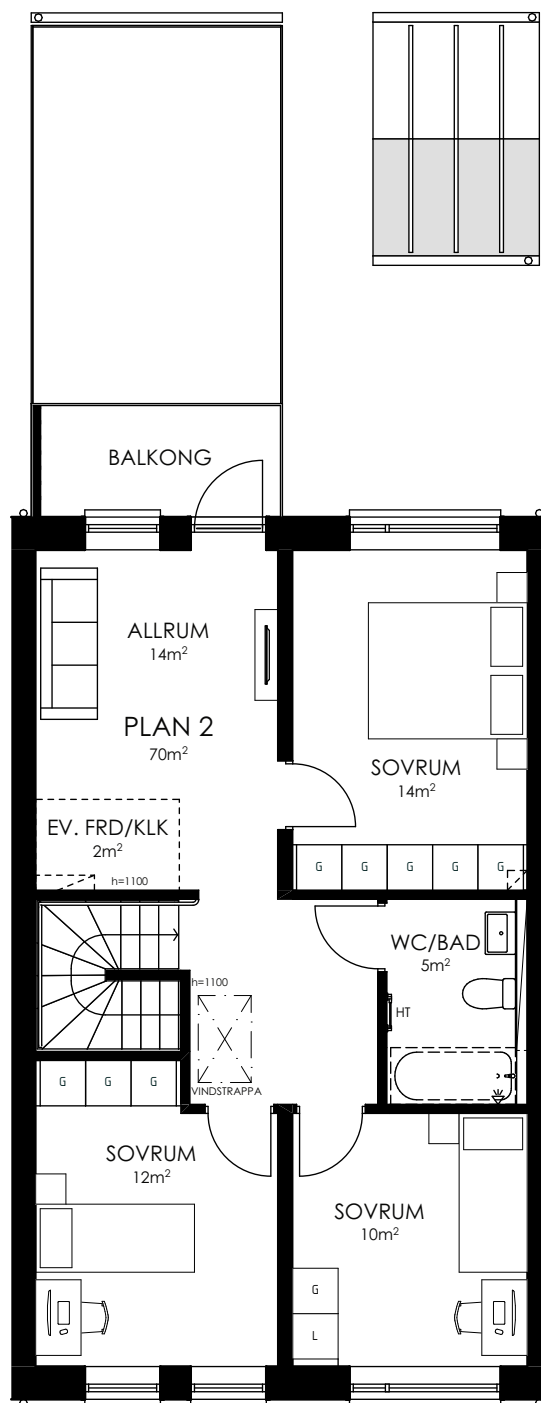 BALKONG
ALLRUM
14m²
PLAN 2
70m²
SOVRUM
14m²
EV. FRD/KLK
2m²
h=1100
G G G G G
WC/BAD
5m²
h=1100
HT
VINDSTRAPPA
G G G
SOVRUM
12m²
SOVRUM
10m²
G
L